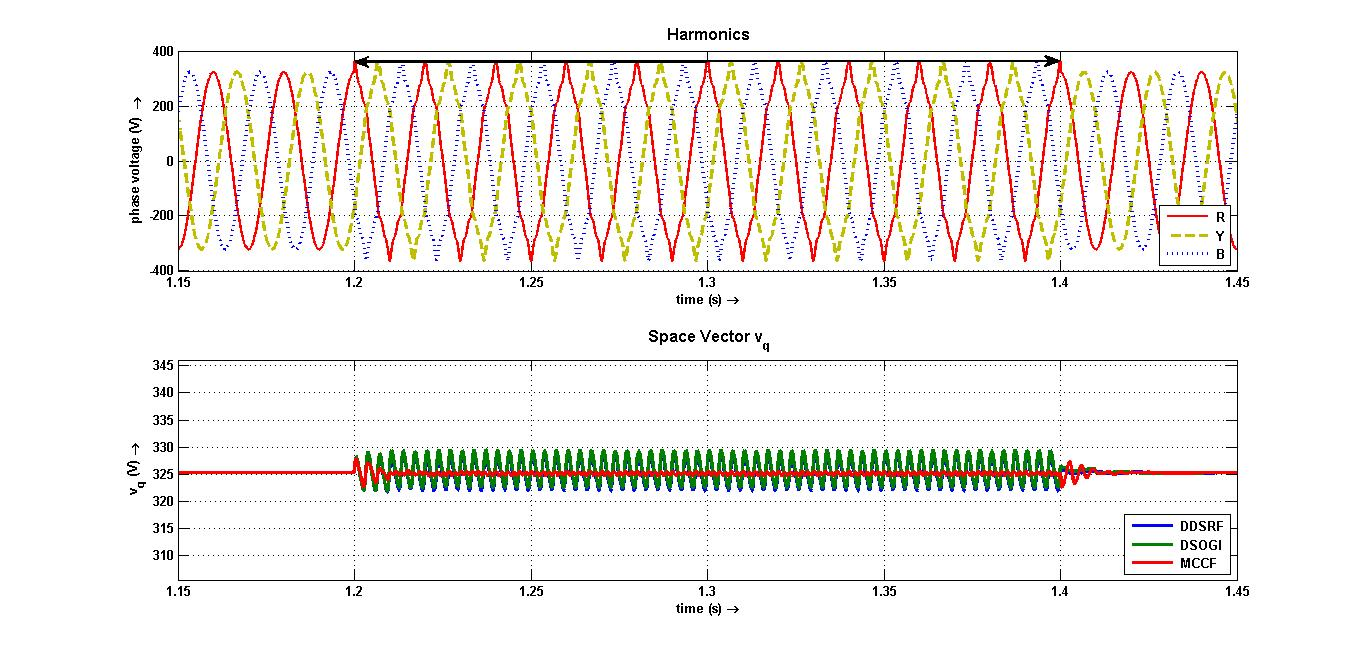 Harmonics
phase voltage (V) →
400
200
0
-200
-400
R
Y
B
1.15 1.2 1.25 1.3 1.35 1.4 1.45
time (s) →
Space Vector vq
vq (V) →
345
340
335
330
325
320
315
310
DDSRF
DSOGI
MCCF
1.15 1.2 1.25 1.3 1.35 1.4 1.45
time (s) →